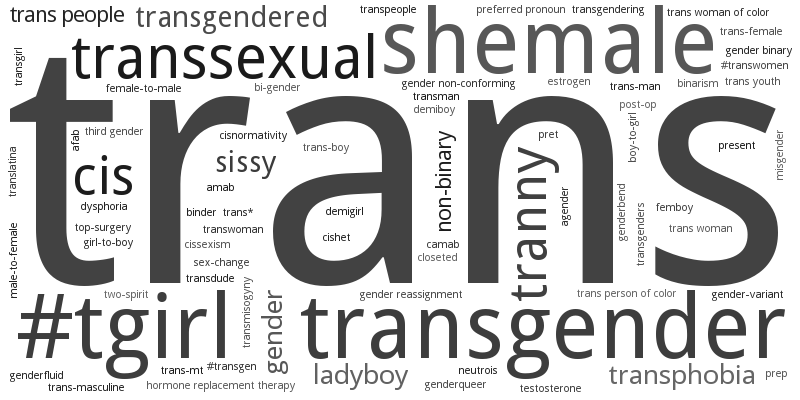 trans people
transgendered
transpeople
preferred pronoun
transgendering
trans woman of color
shemale
trans-female
transgirl
transsexual
gender binary
#transwomen
female-to-male
bi-gender
gender non-conforming
estrogen
trans-man
binarism
trans youth
trans
transman
demiboy
post-op
third gender
afab
cisnormativity
trans-boy
non-binary
pret
boy-to-girl
present
misgender
translatina
cis
sissy
amab
tranny
agender
dysphoria
binder
trans*
demigirl
genderbend
transgenders
femboy
top-surgery
transwoman
trans woman
girl-to-boy
cissexism
cishet
camab
closeted
male-to-female
sex-change
transdude
two-spirit
transmisogyny
gender
gender reassignment
trans person of color
gender-variant
#tgirl
transgender
genderfluid
trans-mt
#transgen
ladyboy
neutrois
transphobia
prep
trans-masculine
hormone replacement therapy
genderqueer
testosterone